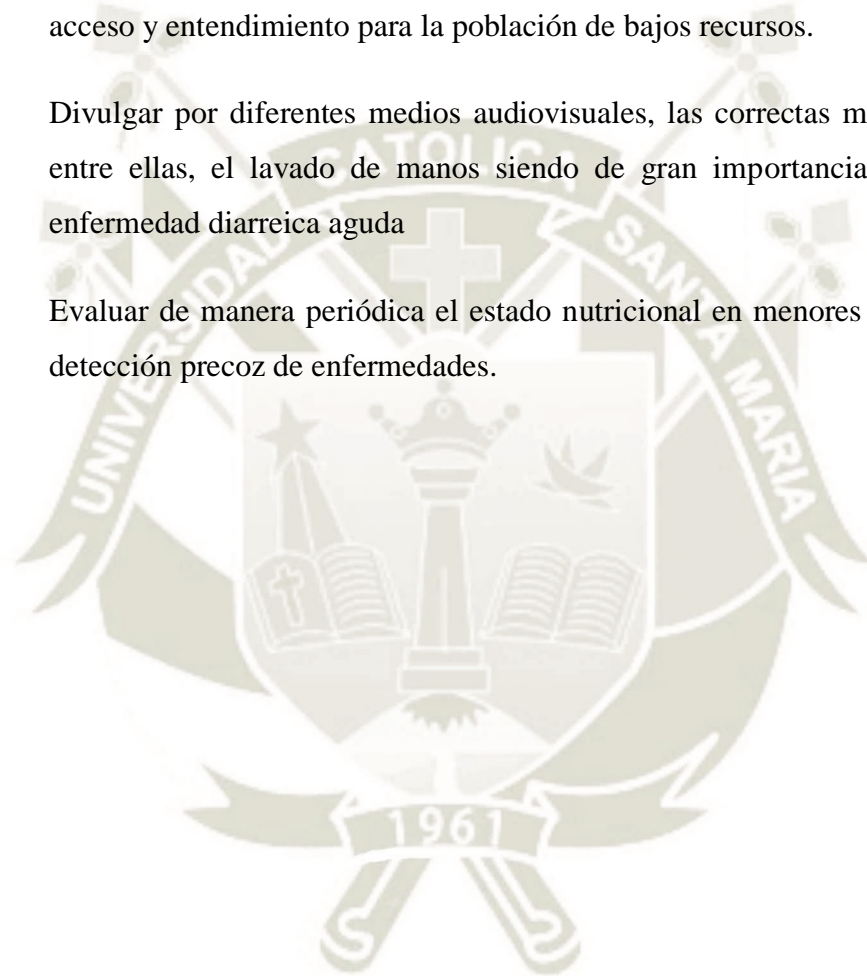 acceso y entendimiento para la población de bajos recursos.
Divulgar por diferentes medios audiovisuales, las correctas
entre ellas, el lavado de manos siendo de gran importancia
enfermedad diarreica aguda
Evaluar de manera periódica el estado nutricional en menores
detección precoz de enfermedades.
UNIVERSIDAD CATOLICA SANTA MARIA
1961